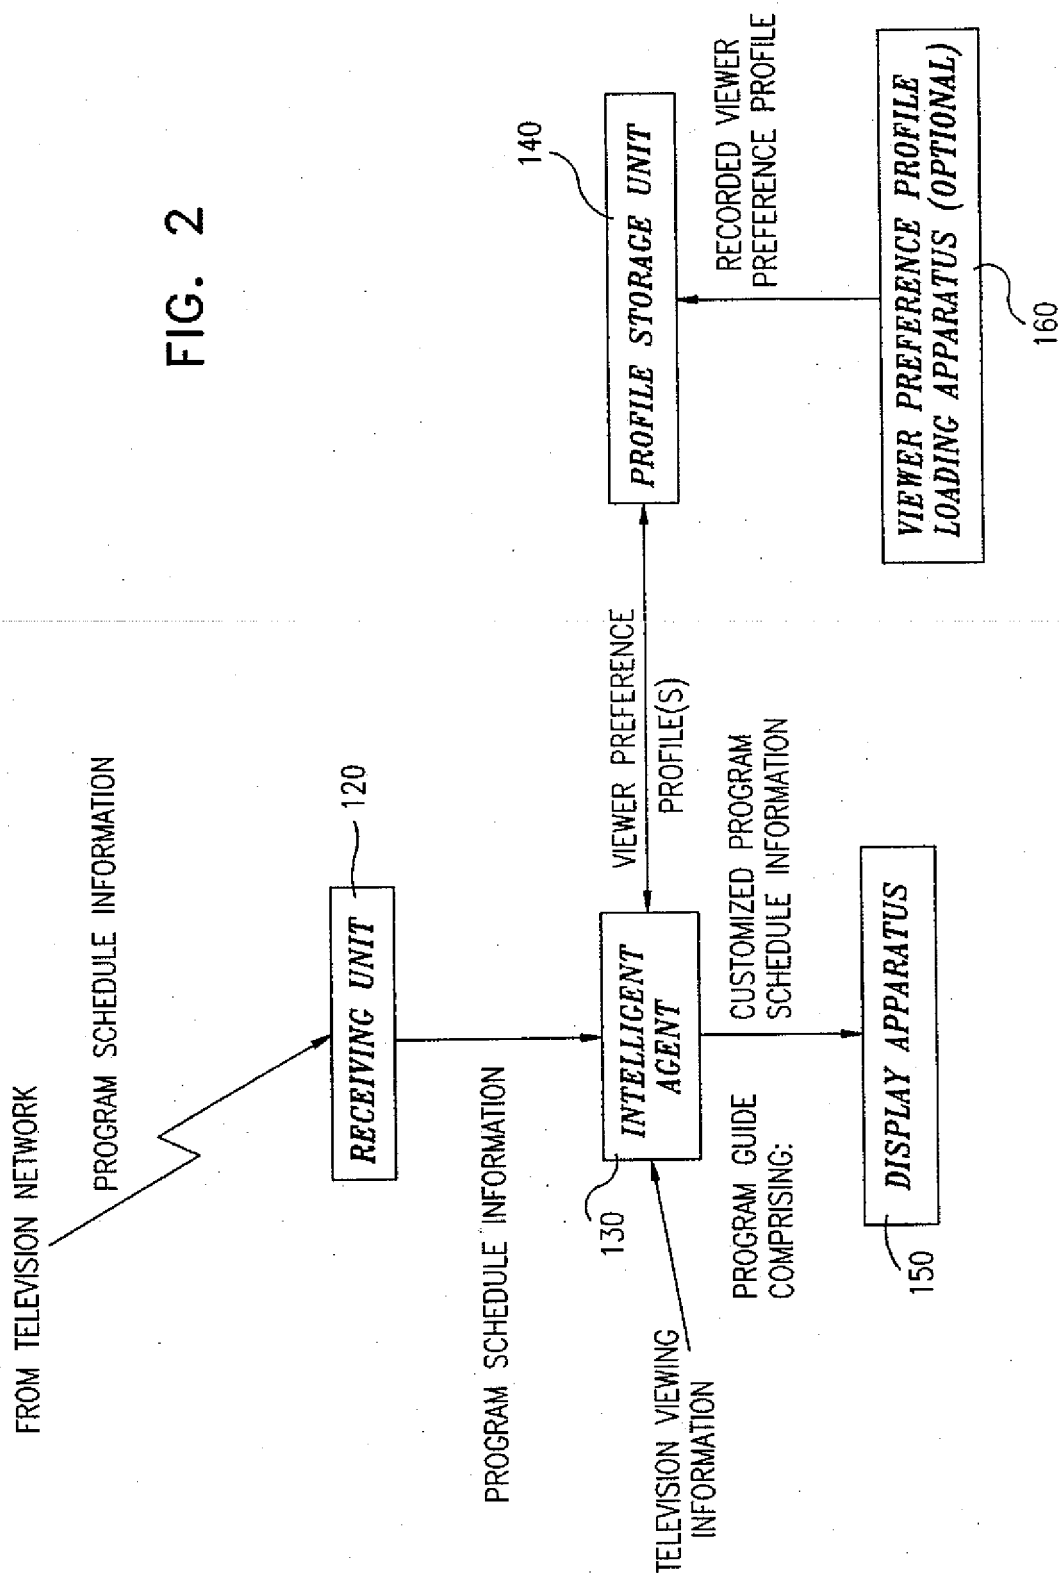 FIG. 2
FROM TELEVISION NETWORK
PROGRAM SCHEDULE INFORMATION
120
RECEIVING UNIT
PROGRAM SCHEDULE INFORMATION
TELEVISION VIEWING
INFORMATION
130
INTELLIGENT
AGENT
VIEWER PREFERENCE
PROFILE(S)
140
PROFILE STORAGE UNIT
RECORDED VIEWER
PREFERENCE PROFILE
VIEWER PREFERENCE PROFILE
LOADING APPARATUS (OPTIONAL)
160
PROGRAM GUIDE
COMPRISING:
CUSTOMIZED PROGRAM
SCHEDULE INFORMATION
DISPLAY APPARATUS
150